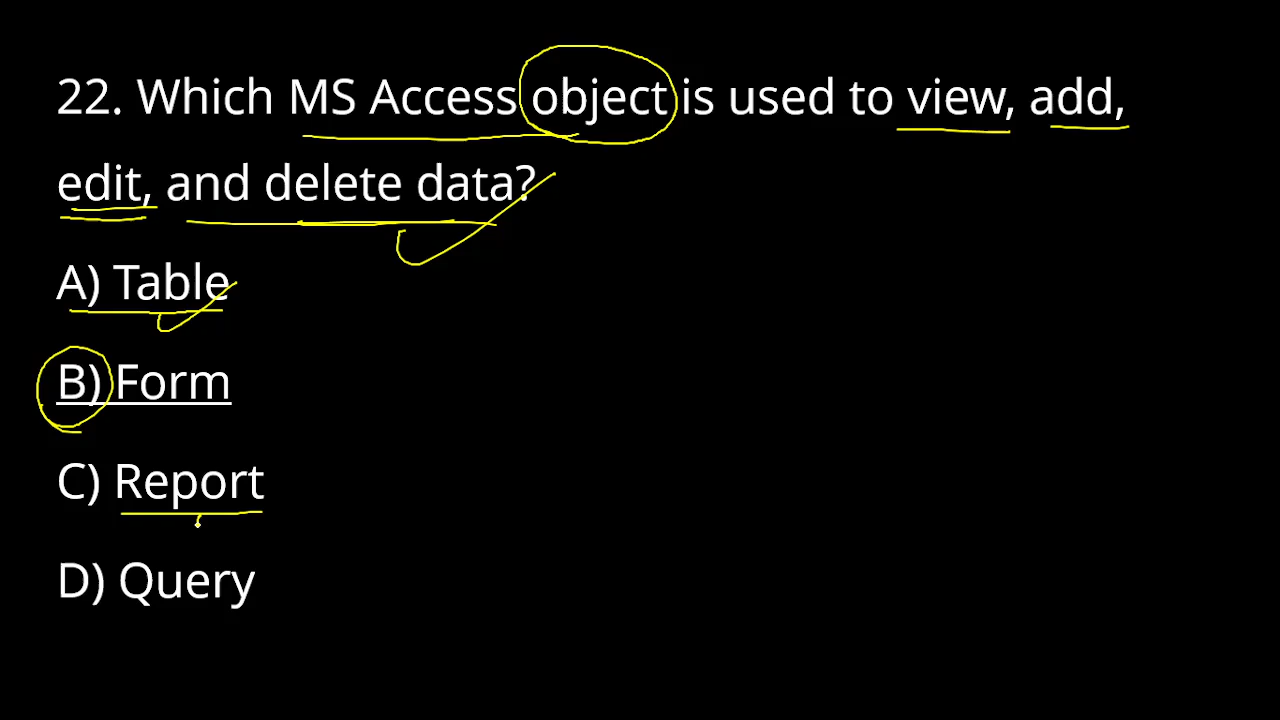 22. Which MS Access object is used to view, add,
edit, and delete data?
A) Table
B) Form
C) Report
D) Query